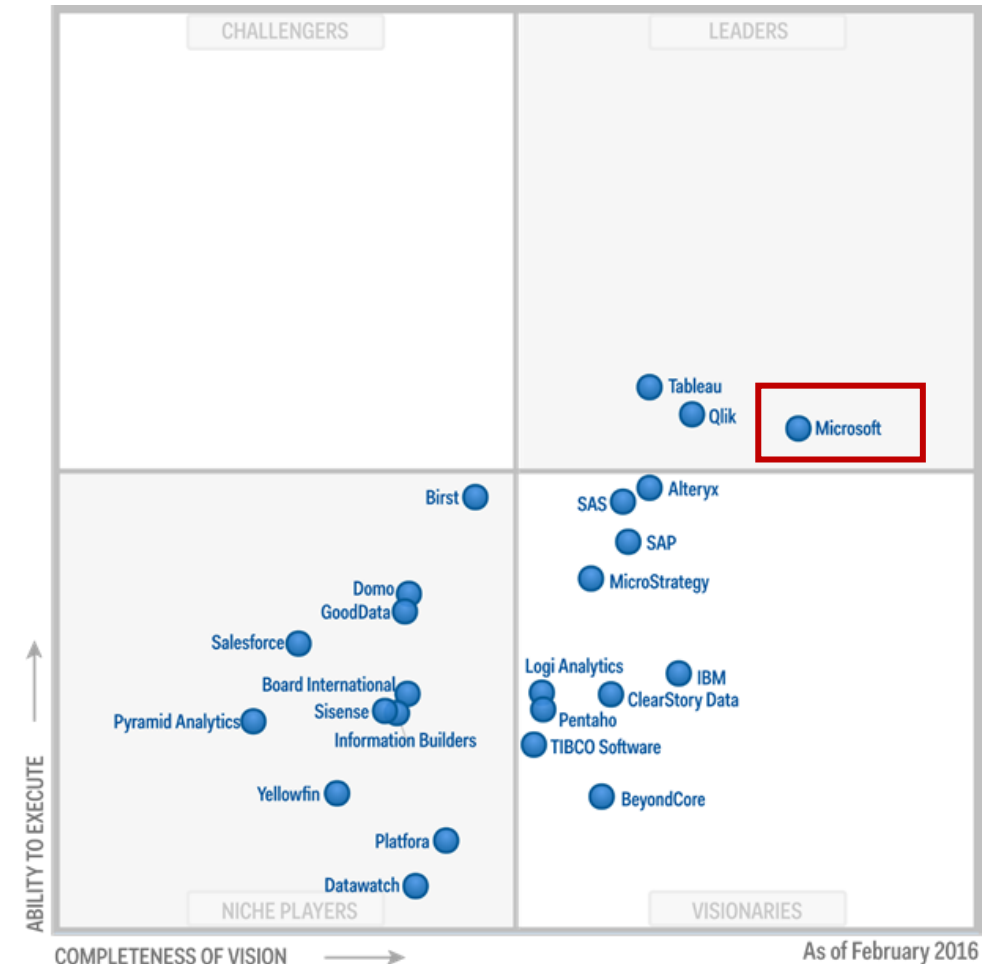 CHALLENGERS
LEADERS
Tableau
Qlik
Microsoft
Birst
Alteryx
SAS
SAP
MicroStrategy
Domo
GoodData
Salesforce
Logi Analytics
IBM
Board International
ClearStory Data
Sisense
Pentaho
Pyramid Analytics
Information Builders
TIBCO Software
Yellowfin
BeyondCore
Platfora
Datawatch
NICHE PLAYERS
VISIONARIES
ABILITY TO EXECUTE
COMPLETENESS OF VISION
As of February 2016